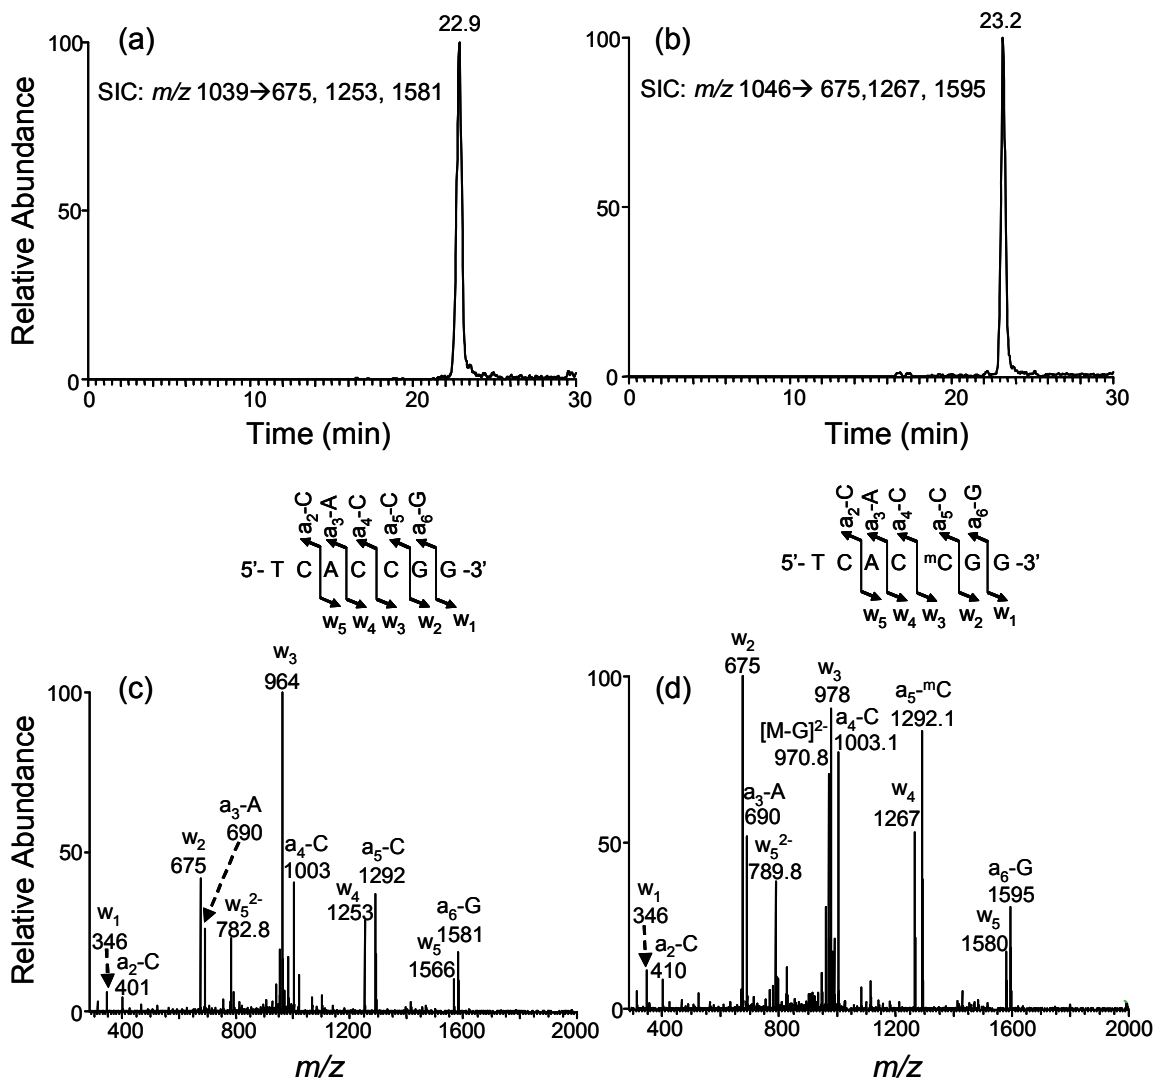 (a)
22.9
SIC: m/z 1039→675, 1253, 1581
100
50
0
0 10 20 30
Time (min)
Relative Abundance
(b)
23.2
SIC: m/z 1046→ 675,1267, 1595
100
50
0
0 10 20 30
Time (min)
a2-C a3-A a4-C a5-C a6-G
5’- T C A C C G G -3’
w5 w4 w3 w2 w1
a2-C a3-A a4-C a5-C a6-G
5’- T C A C mC G G -3’
w5 w4 w3 w2 w1
(c)
Relative Abundance
100
50
0
w1
346
a2-C
401
w2
675
a3-A
690
w5 2-
782.8
w3
964
a4-C
1003
w4
1253
a5-C
1292
w5
1566
a6-G
1581
400 800 1200 1600 2000
m/z
(d)
100
50
0
w1
346
a2-C
410
w2
675
a3-A
690
w5 2-
789.8
[M-G]2-
970.8
w3
978
a4-C
1003.1
w4
1267
a5-mC
1292.1
w5
1580
a6-G
1595
400 800 1200 1600 2000
m/z